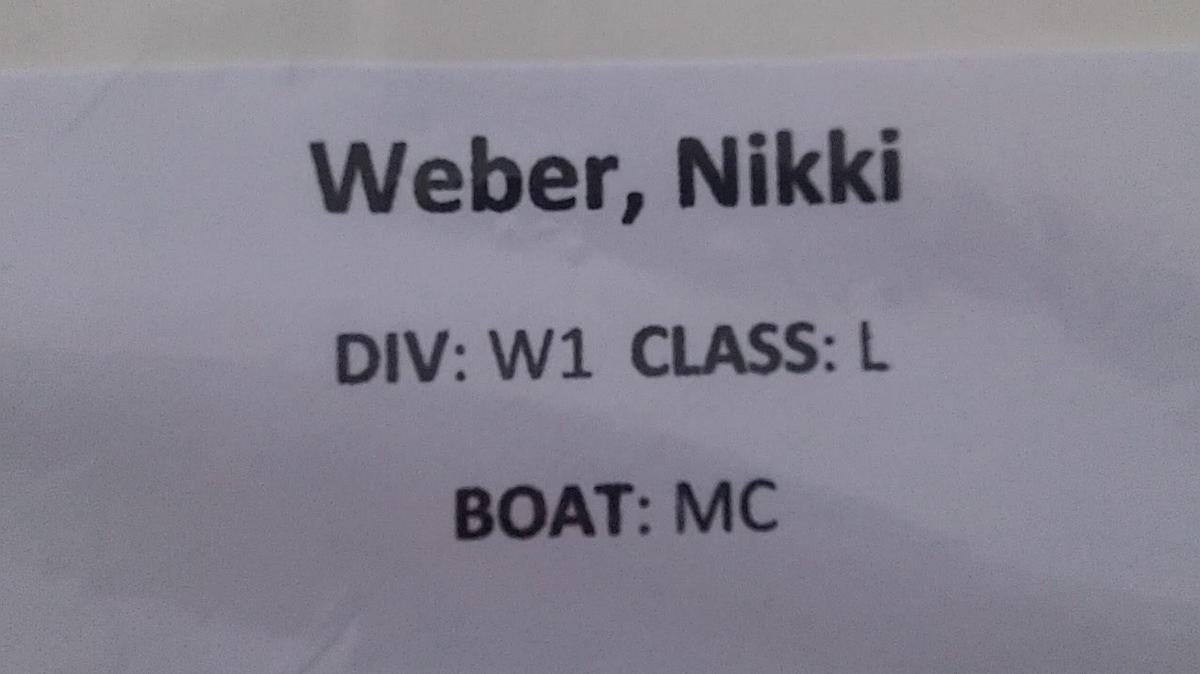 Weber, Nikki
DIV: W1 CLASS: L
BOAT: MC